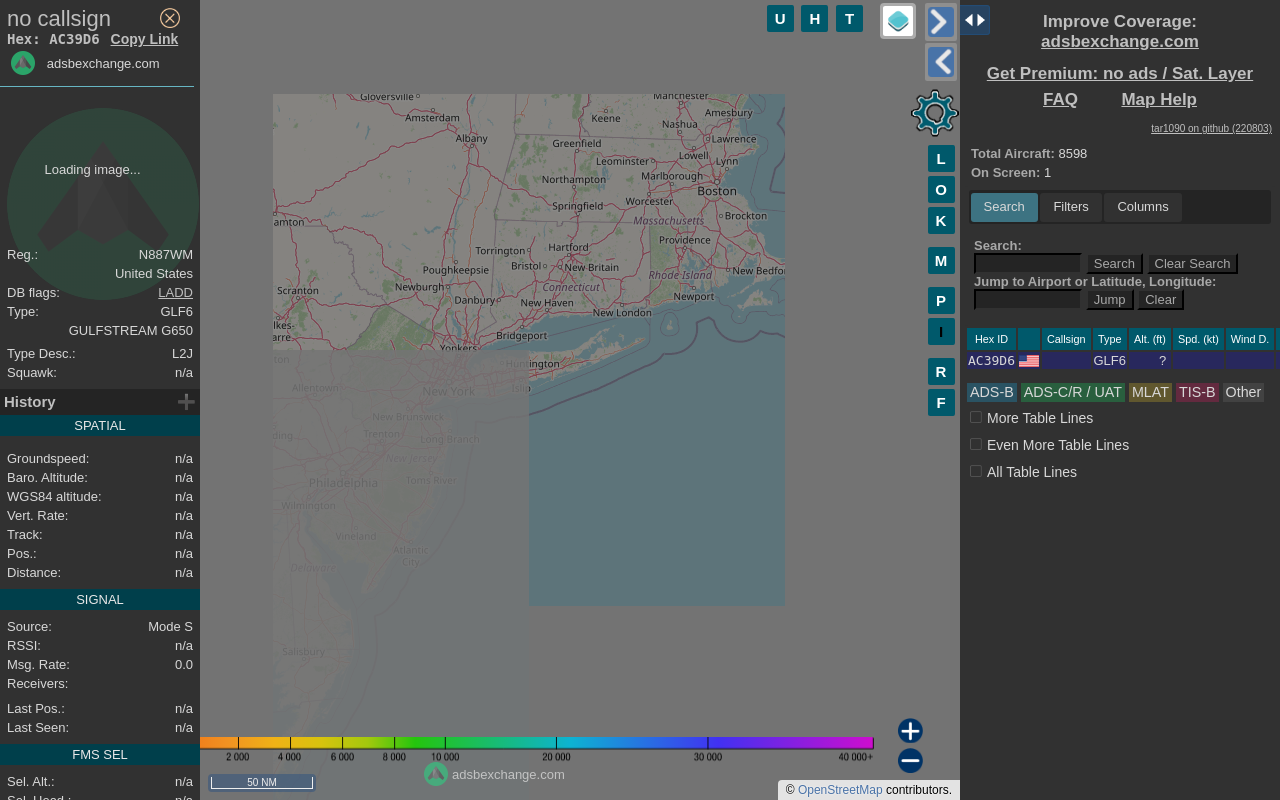 no callsign
Hex: AC39D6 Copy Link
adsbexchange.com
Loading image...
Reg.: N887WM
United States
DB flags: LADD
Type: GLF6
GULFSTREAM G650
Type Desc.: L2J
Squawk: n/a
History
SPATIAL
Groundspeed: n/a
Baro. Altitude: n/a
WGS84 altitude: n/a
Vert. Rate: n/a
Track: n/a
Pos.: n/a
Distance: n/a
SIGNAL
Source: Mode S
RSSI: n/a
Msg. Rate: 0.0
Receivers:
Last Pos.: n/a
Last Seen: n/a
FMS SEL
Sel. Alt.: n/a
Sel. Head.: n/a
U H T
L
O
K
M
P
I
R
F
Gloversville
Manchester
Amsterdam
Keene
Amesbury
Nashua
Albany
Greenfield
Lawrence
Lowell
Leominster
Lynn
Northampton
Marlborough
Boston
Worcester
Springfield
Massachusetts
Brockton
Providence
Torrington
Hartford
Bristol
New Britain
Poughkeepsie
Rhode Island
New Bedfor
Newburgh
Connecticut
Scranton
Danbury
New Haven
Newport
New London
Bridgeport
Yonkers
Huntington
Allentown
New York
Islip
New Brunswick
Trenton
Long Branch
New Jersey
Philadelphia
Toms River
Wilmington
Vineland
Atlantic
City
Delaware
Salisbury
2 000 4 000 6 000 8 000 10 000 20 000 30 000 40 000+
adsbexchange.com
50 NM
© OpenStreetMap contributors.
Improve Coverage:
adsbexchange.com
Get Premium: no ads / Sat. Layer
FAQ Map Help
tar1090 on github (220803)
Total Aircraft: 8598
On Screen: 1
Search Filters Columns
Search:
Search Clear Search
Jump to Airport or Latitude, Longitude:
Jump Clear
Hex ID Callsign Type Alt. (ft) Spd. (kt) Wind D.
AC39D6 GLF6 ?
ADS-B ADS-C/R / UAT MLAT TIS-B Other
More Table Lines
Even More Table Lines
All Table Lines